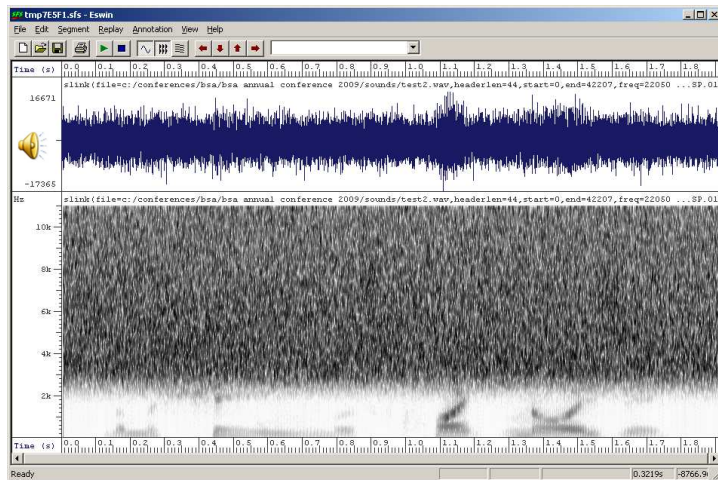 tmp7E5F1.sfs - Eswin
File Edit Segment Replay Annotation View Help
Time (s) 0.0 0.1 0.2 0.3 0.4 0.5 0.6 0.7 0.8 0.9 1.0 1.1 1.2 1.3 1.4 1.5 1.6 1.7 1.8
slink(file=c:/conferences/bsa/bsa annual conference 2009/sounds/test2.wav,headerlen=44,start=0,end=42207,freq=22050 ...SP.01
16671
-17365
Hz slink(file=c:/conferences/bsa/bsa annual conference 2009/sounds/test2.wav,headerlen=44,start=0,end=42207,freq=22050 ...SP.01
10k
8k
6k
4k
2k
Time (s) 0.0 0.1 0.2 0.3 0.4 0.5 0.6 0.7 0.8 0.9 1.0 1.1 1.2 1.3 1.4 1.5 1.6 1.7 1.8
Ready 0.3219s